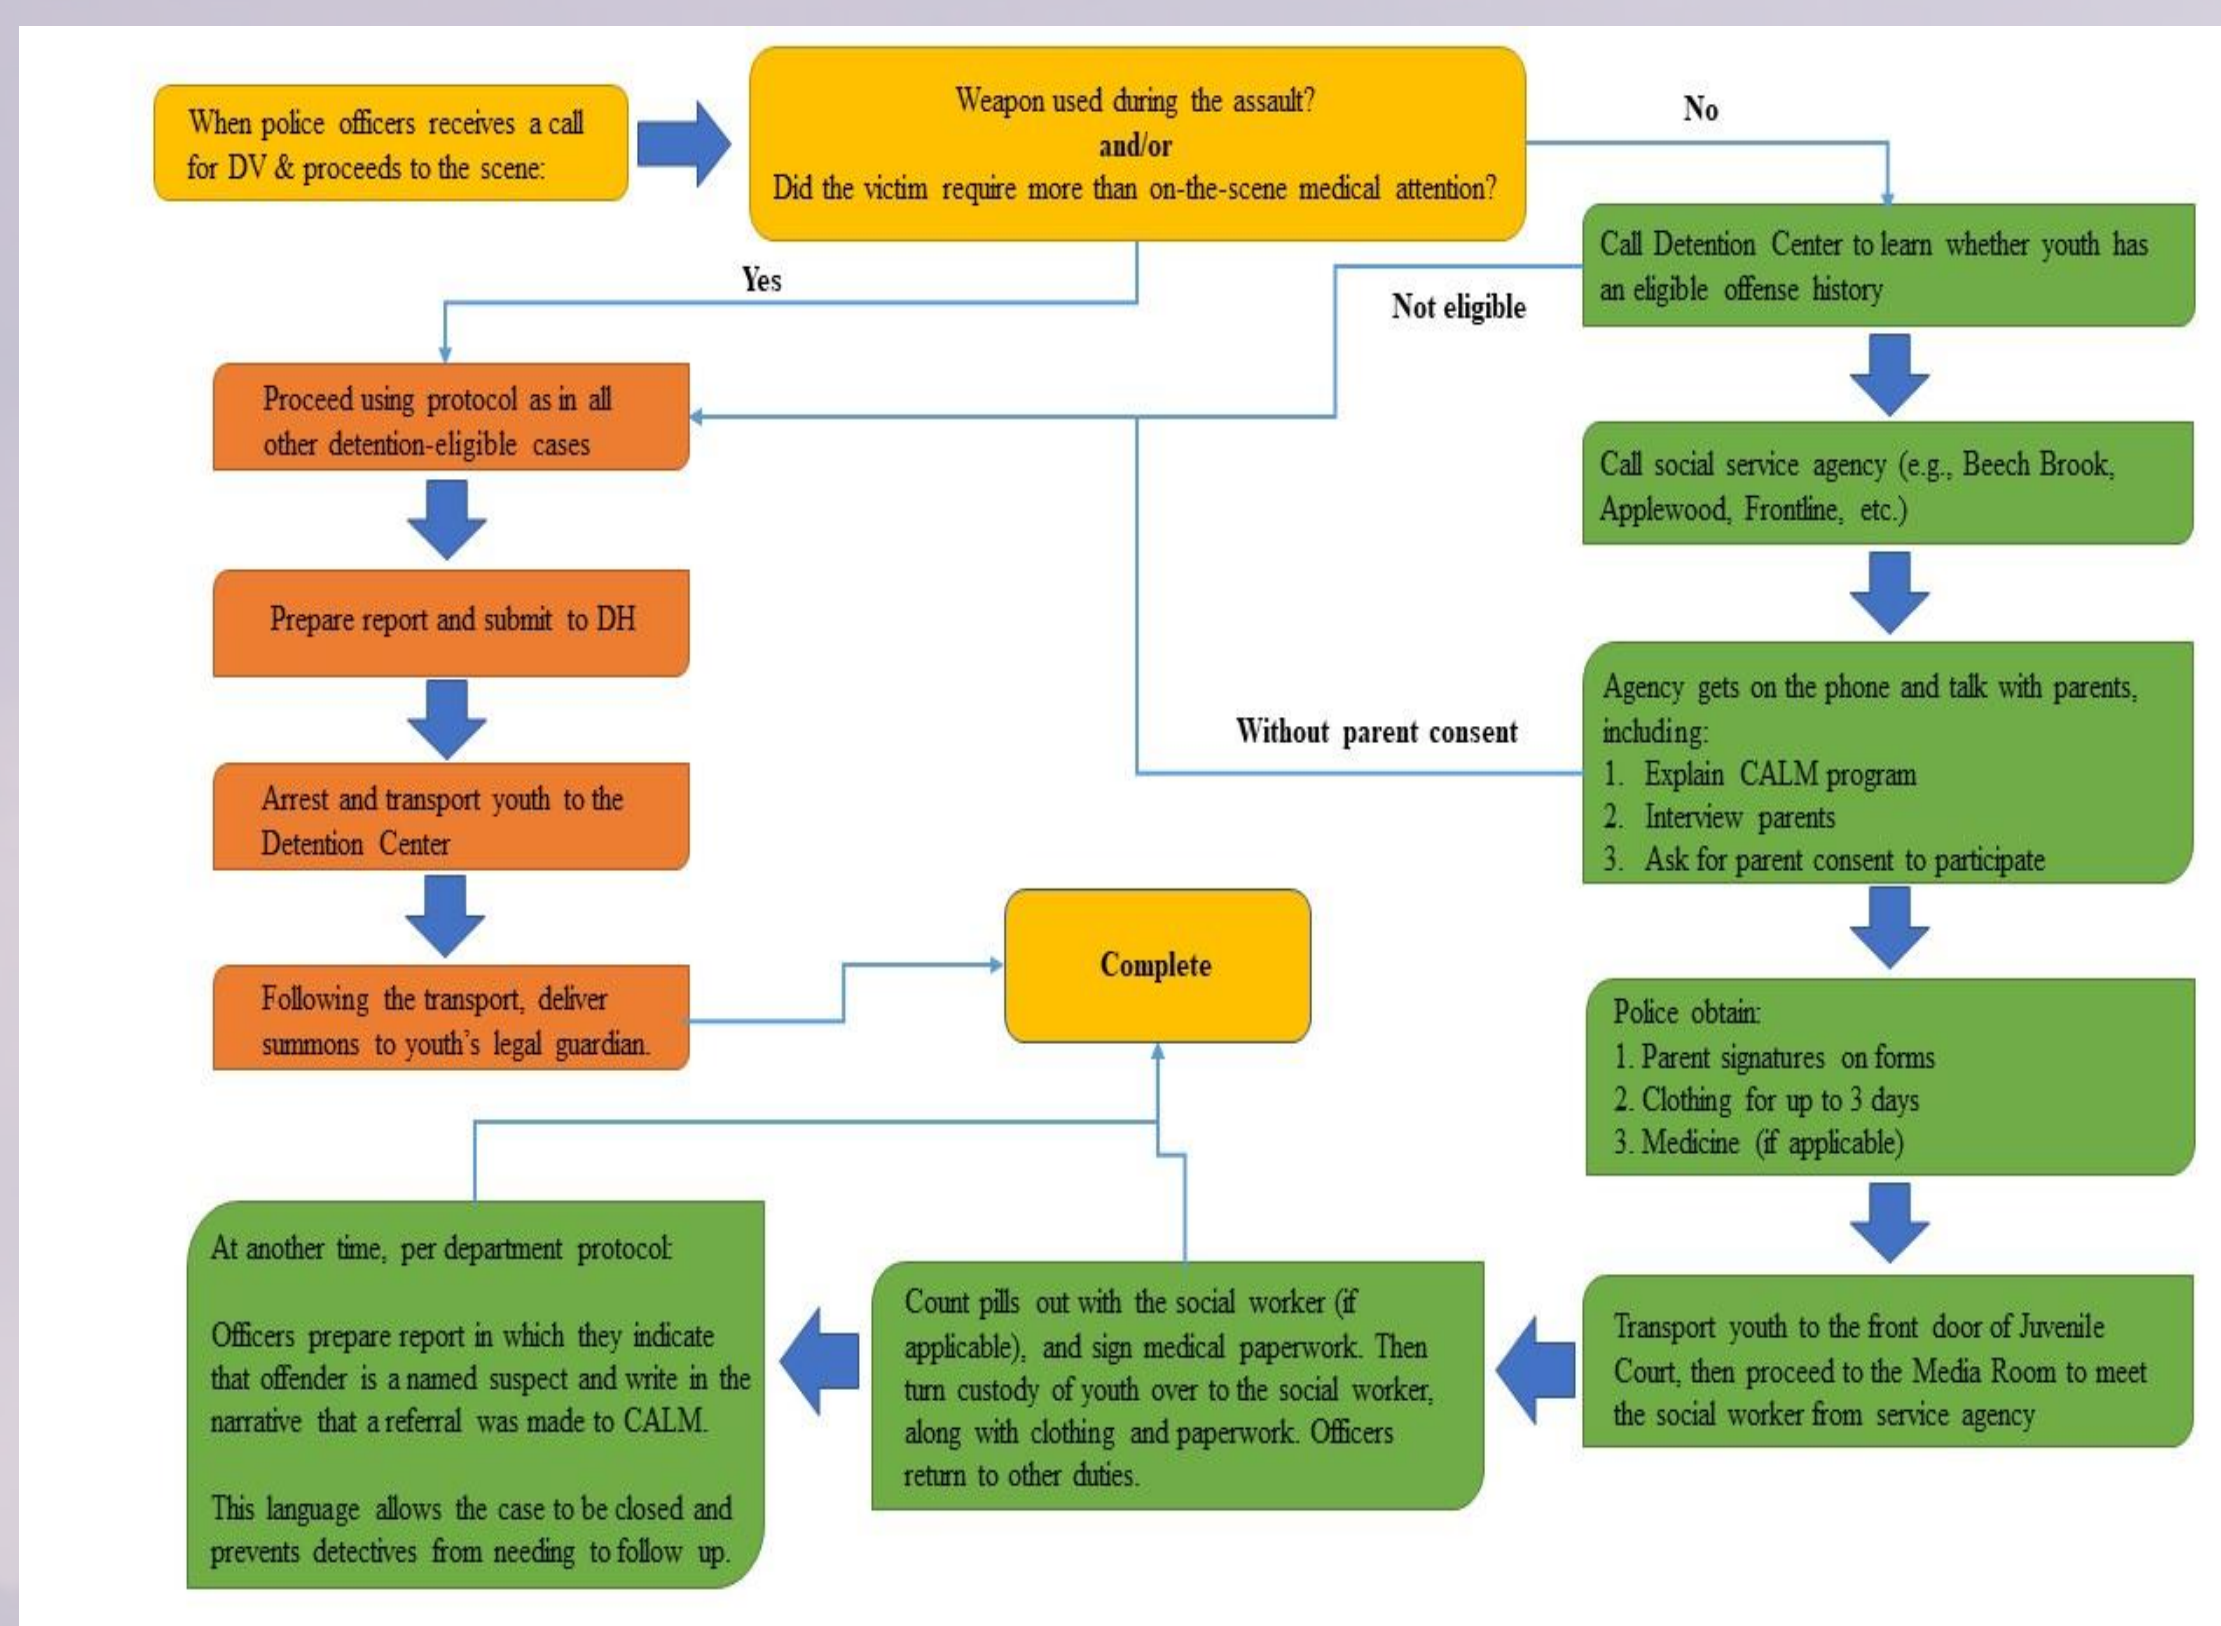 When police officers receives a call
for DV & proceeds to the scene:
Weapon used during the assault?
and/or
Did the victim require more than on-the-scene medical attention?
No
Yes
Call Detention Center to learn whether youth has
an eligible offense history
Not eligible
Proceed using protocol as in all
other detention-eligible cases
Call social service agency (e.g., Beech Brook,
Applewood, Frontline, etc.)
Prepare report and submit to DH
Agency gets on the phone and talk with parents,
including:
1. Explain CALM program
2. Interview parents
3. Ask for parent consent to participate
Without parent consent
Arrest and transport youth to the
Detention Center
Complete
Following the transport, deliver
summons to youth's legal guardian.
Police obtain:
1. Parent signatures on forms
2. Clothing for up to 3 days
3. Medicine (if applicable)
Transport youth to the front door of Juvenile
Court, then proceed to the Media Room to meet
the social worker from service agency
Count pills out with the social worker (if
applicable), and sign medical paperwork. Then
turn custody of youth over to the social worker,
along with clothing and paperwork. Officers
return to other duties.
At another time, per department protocol:
Officers prepare report in which they indicate
that offender is a named suspect and write in the
narrative that a referral was made to CALM.
This language allows the case to be closed and
prevents detectives from needing to follow up.